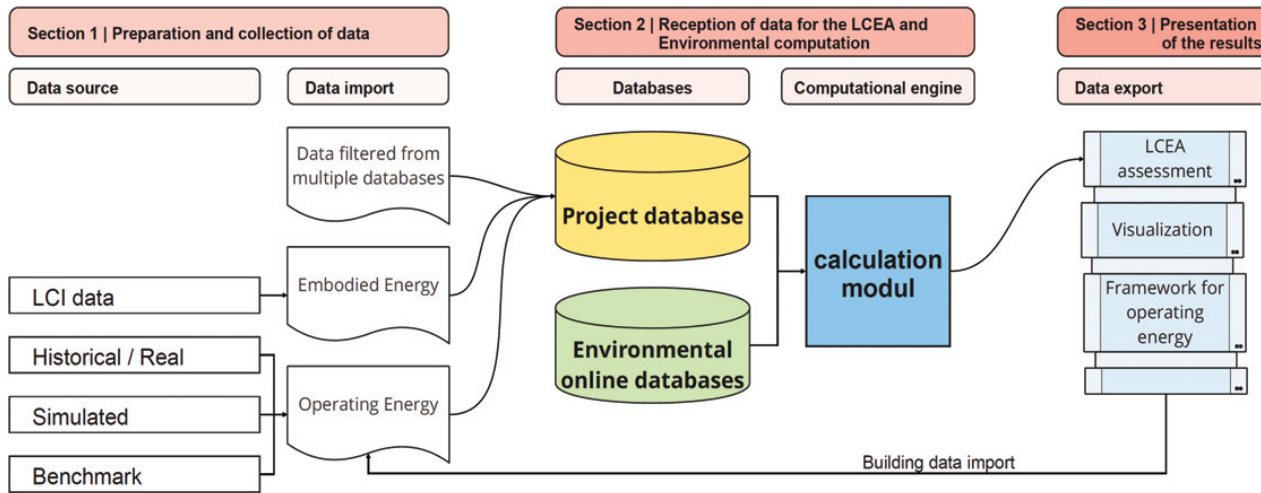 Section 1 | Preparation and collection of data
Section 2 | Reception of data for the LCEA and
Environmental computation
Section 3 | Presentation
of the results
Data source
Data import
Databases
Computational engine
Data export
Data filtered from
multiple databases
Embodied Energy
Operating Energy
LCI data
Historical / Real
Simulated
Benchmark
Project database
Environmental
online databases
calculation
modul
LCEA
assessment
Visualization
Framework for
operating
energy
Building data import